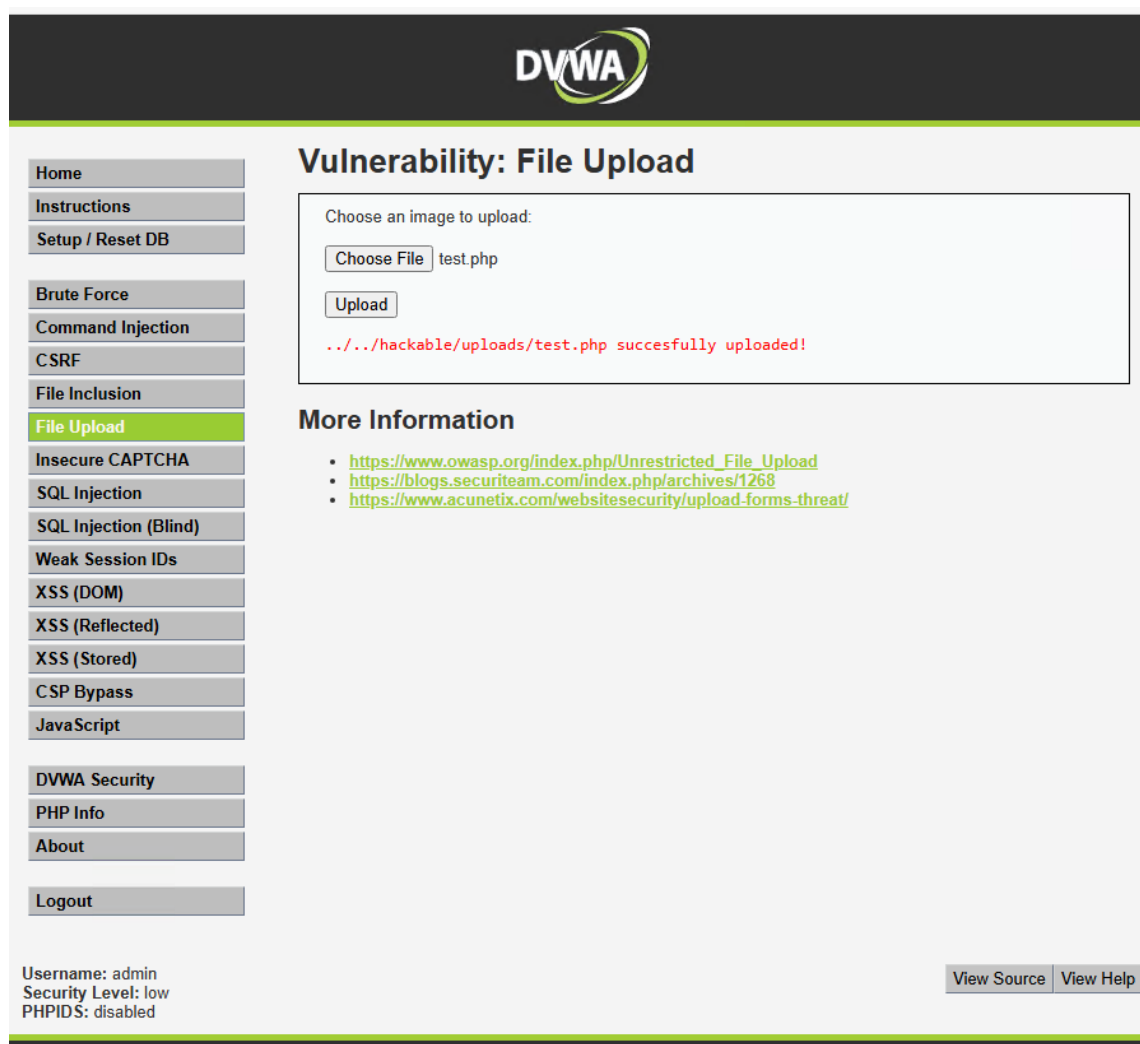 DVWA
Home
Instructions
Setup / Reset DB
Brute Force
Command Injection
CSRF
File Inclusion
File Upload
Insecure CAPTCHA
SQL Injection
SQL Injection (Blind)
Weak Session IDs
XSS (DOM)
XSS (Reflected)
XSS (Stored)
CSP Bypass
JavaScript
DVWA Security
PHP Info
About
Logout
Vulnerability: File Upload
Choose an image to upload:
Choose File test.php
Upload
../../hackable/uploads/test.php succesfully uploaded!
More Information
https://www.owasp.org/index.php/Unrestricted_File_Upload
https://blogs.securiteam.com/index.php/archives/1268
https://www.acunetix.com/websitesecurity/upload-forms-threat/
Username: admin
Security Level: low
PHPIDS: disabled
View Source View Help